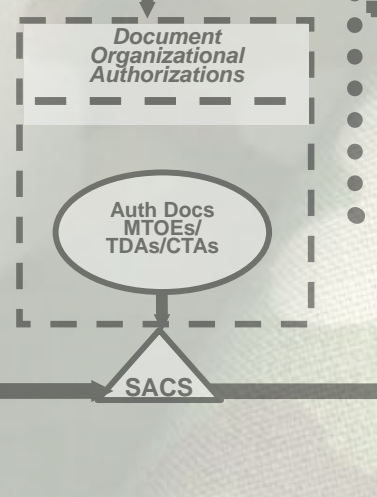 Document
Organizational
Authorizations
Auth Docs
MTOEs/
TDAs/CTAs
SACS